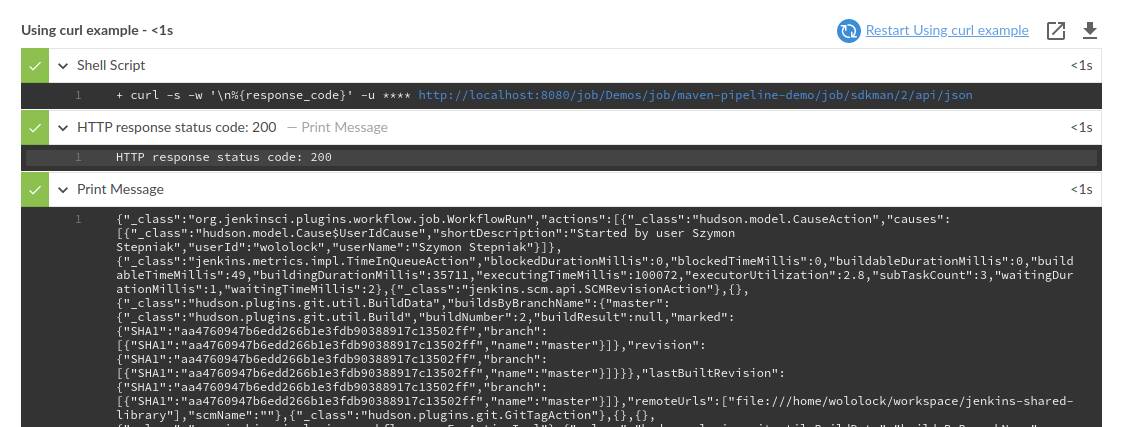 Using curl example - <1s
Restart Using curl example
Shell Script
<1s
1 + curl -s -w '\n%{response_code}' -u **** http://localhost:8080/job/Demos/job/maven-pipeline-demo/job/sdkman/2/api/json
HTTP response status code: 200 — Print Message
<1s
1 HTTP response status code: 200
Print Message
<1s
1 {"_class":"org.jenkinsci.plugins.workflow.job.WorkflowRun","actions":[{"_class":"hudson.model.CauseAction","causes":
[{"_class":"hudson.model.Cause$UserIdCause","shortDescription":"Started by user Szymon
Stepniak","userId":"wololock","userName":"Szymon Stepniak"}]},
{"_class":"jenkins.metrics.impl.TimeInQueueAction","blockedDurationMillis":0,"blockedTimeMillis":0,"buildableDurationMillis":0,"build
ableTimeMillis":49,"buildingDurationMillis":35711,"executingTimeMillis":100072,"executorUtilization":2.8,"subTaskCount":3,"waitingDur
ationMillis":1,"waitingTimeMillis":2},{"_class":"jenkins.scm.api.SCMRevisionAction"},{},
{"_class":"hudson.plugins.git.util.BuildData","buildsByBranchName":{"master":
{"_class":"hudson.plugins.git.util.Build","buildNumber":2,"buildResult":null,"marked":
{"SHA1":"aa4760947b6edd266b1e3fdb90388917c13502ff","branch":
[{"SHA1":"aa4760947b6edd266b1e3fdb90388917c13502ff","name":"master"}]},"revision":
{"SHA1":"aa4760947b6edd266b1e3fdb90388917c13502ff","branch":
[{"SHA1":"aa4760947b6edd266b1e3fdb90388917c13502ff","name":"master"}]}}},"lastBuiltRevision":
{"SHA1":"aa4760947b6edd266b1e3fdb90388917c13502ff","branch":
[{"SHA1":"aa4760947b6edd266b1e3fdb90388917c13502ff","name":"master"}]},"remoteUrls":["file:///home/wololock/workspace/jenkins-shared-
library"],"scmName":""},{"_class":"hudson.plugins.git.GitTagAction"},{},{},